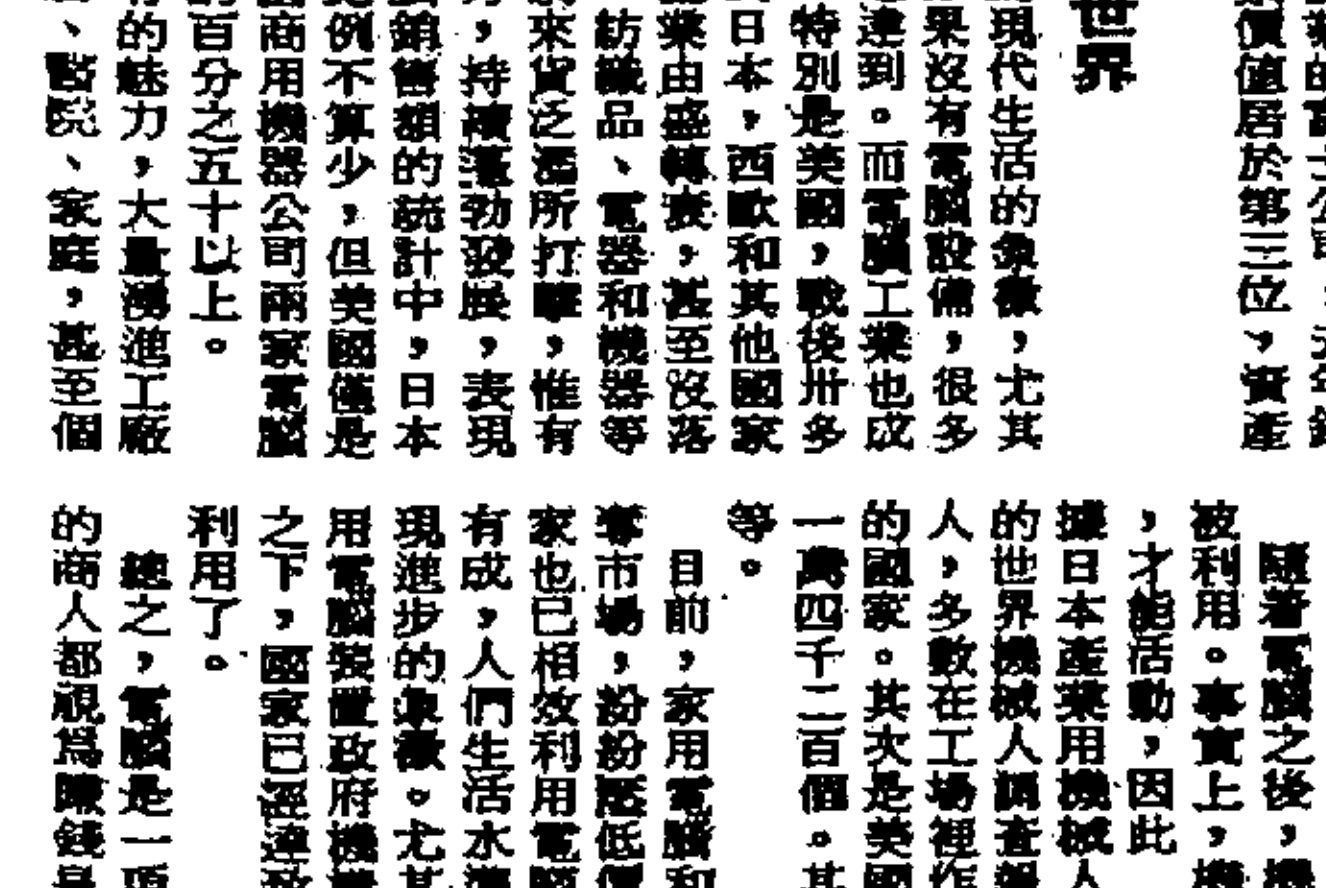 價値居於第三位，資產
世界
現代生活的象徵，尤其
果沒有電腦設備，很多
達到。而電腦工業也成
特別是美國，戰後卅多
日本，西歐和其他國家
業由盛轉衰，甚至沒落
紡織品、電器和機器等
來貨泛濫所打擊，惟有
，持續蓬勃發展，表現
銷售額的統計中，日本
例不算少，但美國僅是
商用機器公司兩家電腦
百分之五十以上。
的魅力，大量湧進工廠
、醫院、家庭，甚至個
隨着電腦之後，機
被利用。事實上，機
，才能活動，因此
據日本產業用機械人
的世界機械人調查報
人，多數在工場裡作
的國家。其次是美國
一萬四千二百個。其
等。
目前，家用電腦和
奪市場，紛紛壓低價
家也已相效利用電腦
有成，人們生活水準
現進步的象徵。尤其
用電腦裝置政府機
之下，國家已經達致
利用了。
總之，電腦是一項
的商人都視爲賺錢